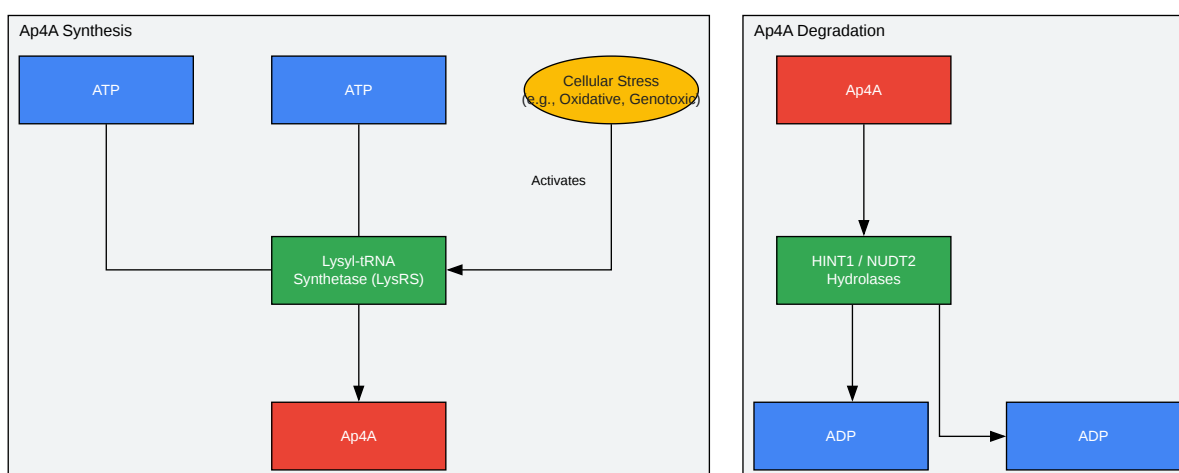 Ap4A Synthesis
ATP
ATP
Cellular Stress
(e.g., Oxidative, Genotoxic)
Activates
Lysyl-tRNA
Synthetase (LysRS)
Ap4A
Ap4A Degradation
Ap4A
HINT1 / NUDT2
Hydrolases
ADP
ADP